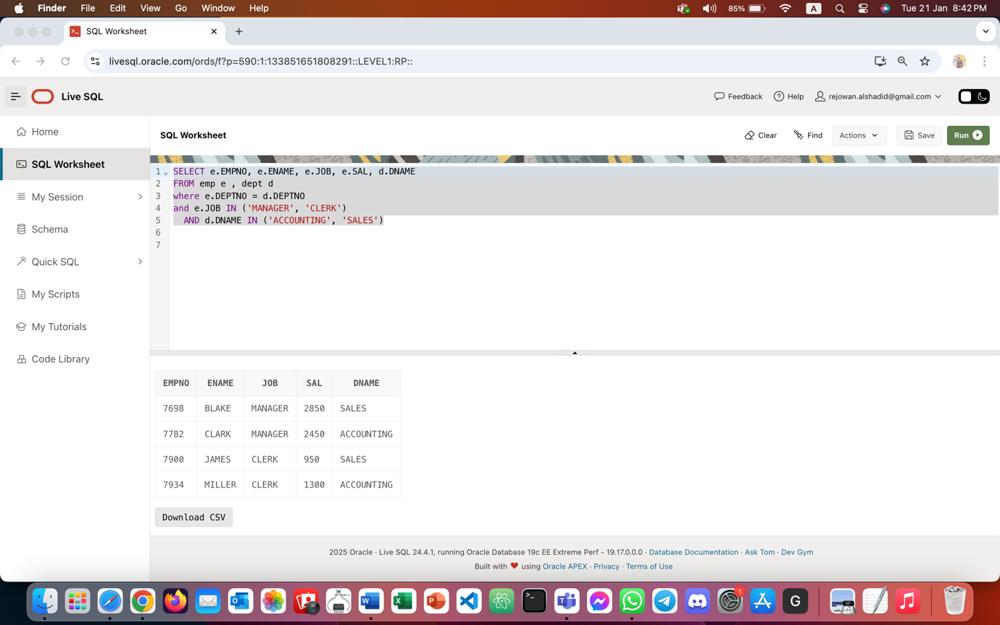 Finder File Edit View Go Window Help 85% A Tue 21 Jan 8:42 PM
SQL Worksheet
livesql.oracle.com/ords/f?p=590:1:133851651808291::LEVEL1:RP::
Live SQL Feedback Help rejowan.alshadid@gmail.com
Home
SQL Worksheet
My Session
Schema
Quick SQL
My Scripts
My Tutorials
Code Library
SQL Worksheet Clear Find Actions Save Run
1 SELECT e.EMPNO, e.ENAME, e.JOB, e.SAL, d.DNAME
2 FROM emp e , dept d
3 where e.DEPTNO = d.DEPTNO
4 and e.JOB IN ('MANAGER', 'CLERK')
5 AND d.DNAME IN ('ACCOUNTING', 'SALES')
6
7
EMPNO ENAME JOB SAL DNAME
7698 BLAKE MANAGER 2850 SALES
7782 CLARK MANAGER 2450 ACCOUNTING
7900 JAMES CLERK 950 SALES
7934 MILLER CLERK 1300 ACCOUNTING
Download CSV
2025 Oracle · Live SQL 24.4.1, running Oracle Database 19c EE Extreme Perf - 19.17.0.0.0 · Database Documentation · Ask Tom · Dev Gym
Built with ♥ using Oracle APEX · Privacy · Terms of Use
W X P >_ T 1 G